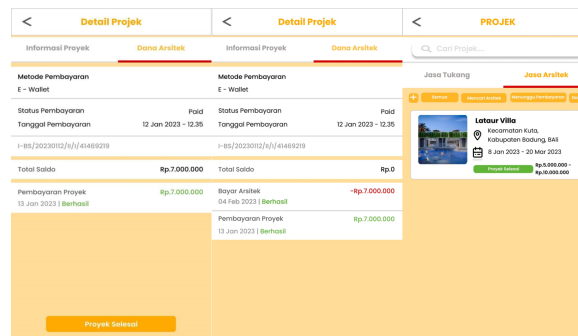 Detail Projek
Informasi Proyek
Dana Arsitek
Metode Pembayaran
E - Wallet
Status Pembayaran
Paid
Tanggal Pembayaran
12 Jan 2023 - 12.35
I-BS/20230112/II/I/41469219
Total Saldo
Rp.7.000.000
Pembayaran Proyek
Rp.7.000.000
13 Jan 2023 | Berhasil
Proyek Selesai
Detail Projek
Informasi Proyek
Dana Arsitek
Metode Pembayaran
E - Wallet
Status Pembayaran
Paid
Tanggal Pembayaran
12 Jan 2023 - 12.35
Total Saldo
Rp.0
Bayar Arsitek
-Rp.7.000.000
04 Feb 2023 | Berhasil
Pembayaran Proyek
Rp.7.000.000
13 Jan 2023 | Berhasil
PROJEK
Cari Projek...
Jasa Tukang
Jasa Arsitek
Semua
Mencari Arsitek
Menunggu Pembayaran
Lataur Villa
Kecamatan Kuta,
Kabupaten Badung, BAli
8 Jan 2023 - 20 Mar 2023
Proyek Selesai
Rp.5.000.000 -
Rp.10.000.000